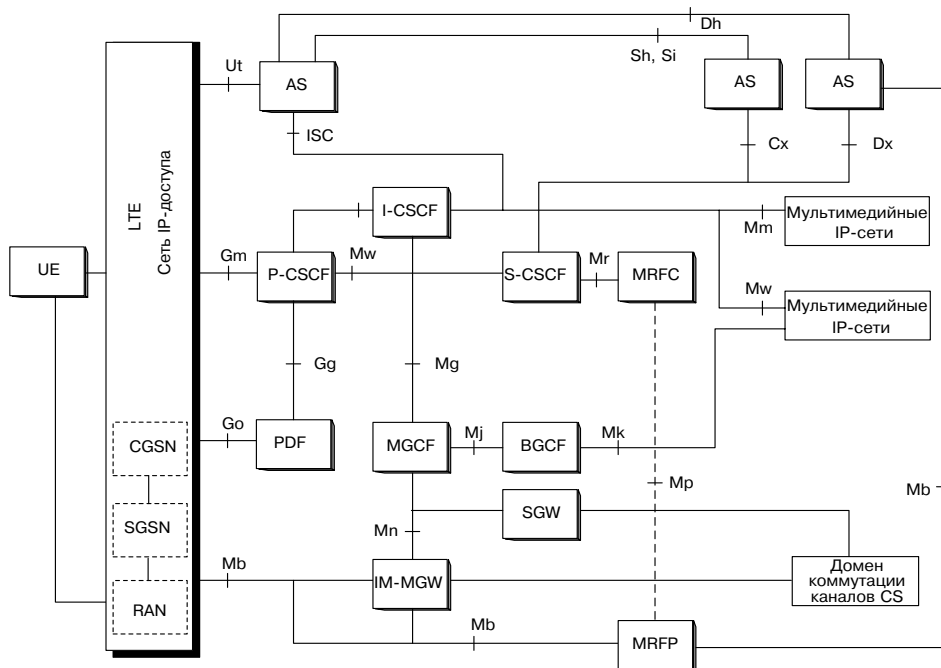 Dh
Sh, Si
Ut
AS
AS
AS
ISC
Cx
Dx
LTE
Сеть IP-доступа
I-CSCF
Mm
Мультимедийные
IP-сети
UE
Gm
P-CSCF
Mw
S-CSCF
Mr
MRFC
Mw
Мультимедийные
IP-сети
Gg
Mg
CGSN
Go
PDF
MGCF
Mj
BGCF
Mk
Mp
Mb
SGSN
Mn
SGW
RAN
Mb
IM-MGW
Домен
коммутации
каналов CS
Mb
MRFP